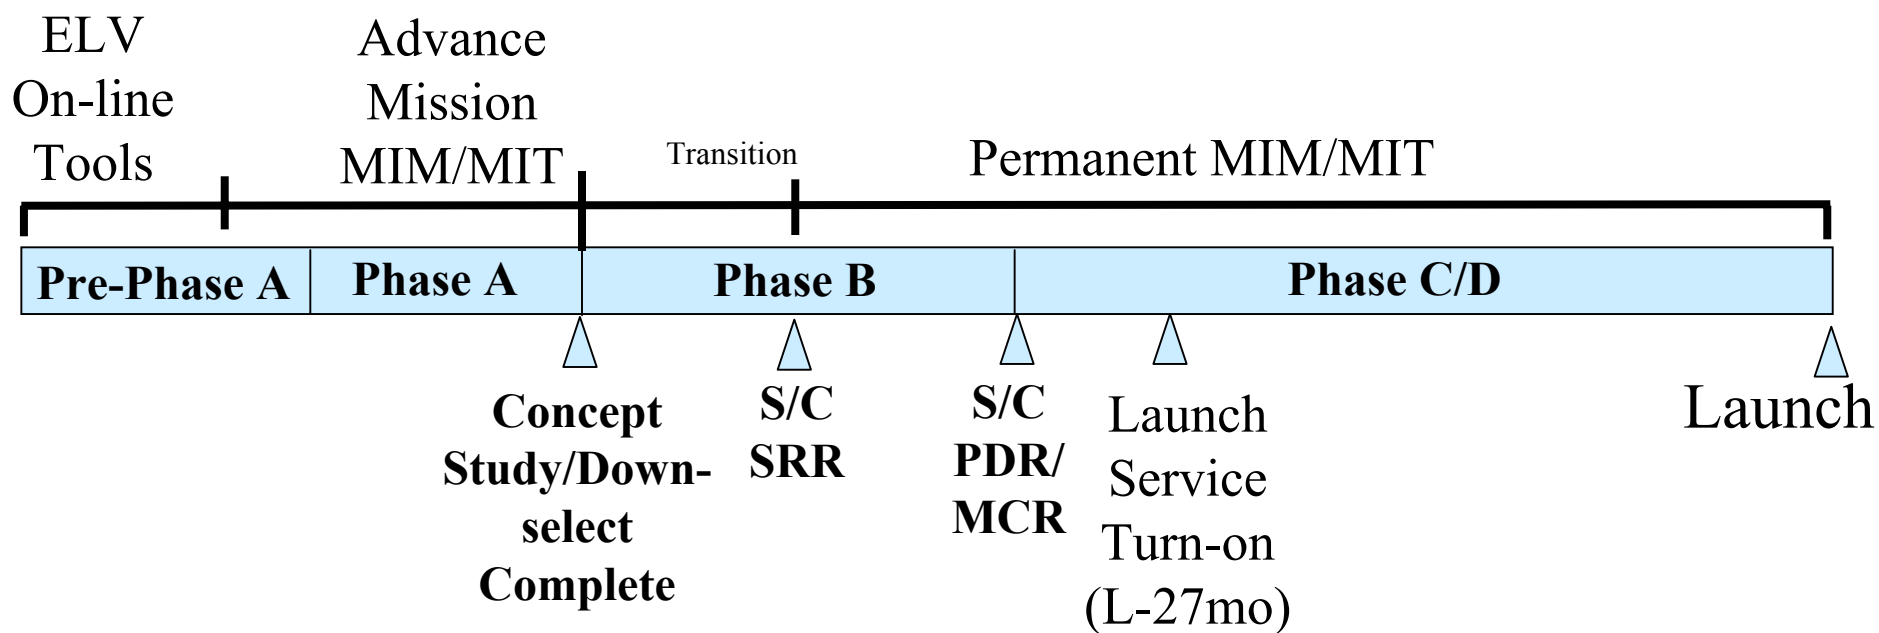 ELV
On-line
Tools
Advance
Mission
MIM/MIT
Transition
Permanent MIM/MIT
Pre-Phase A
Phase A
Phase B
Phase C/D
Concept
Study/Down-
select
Complete
S/C
SRR
S/C
PDR/
MCR
Launch
Service
Turn-on
(L-27mo)
Launch